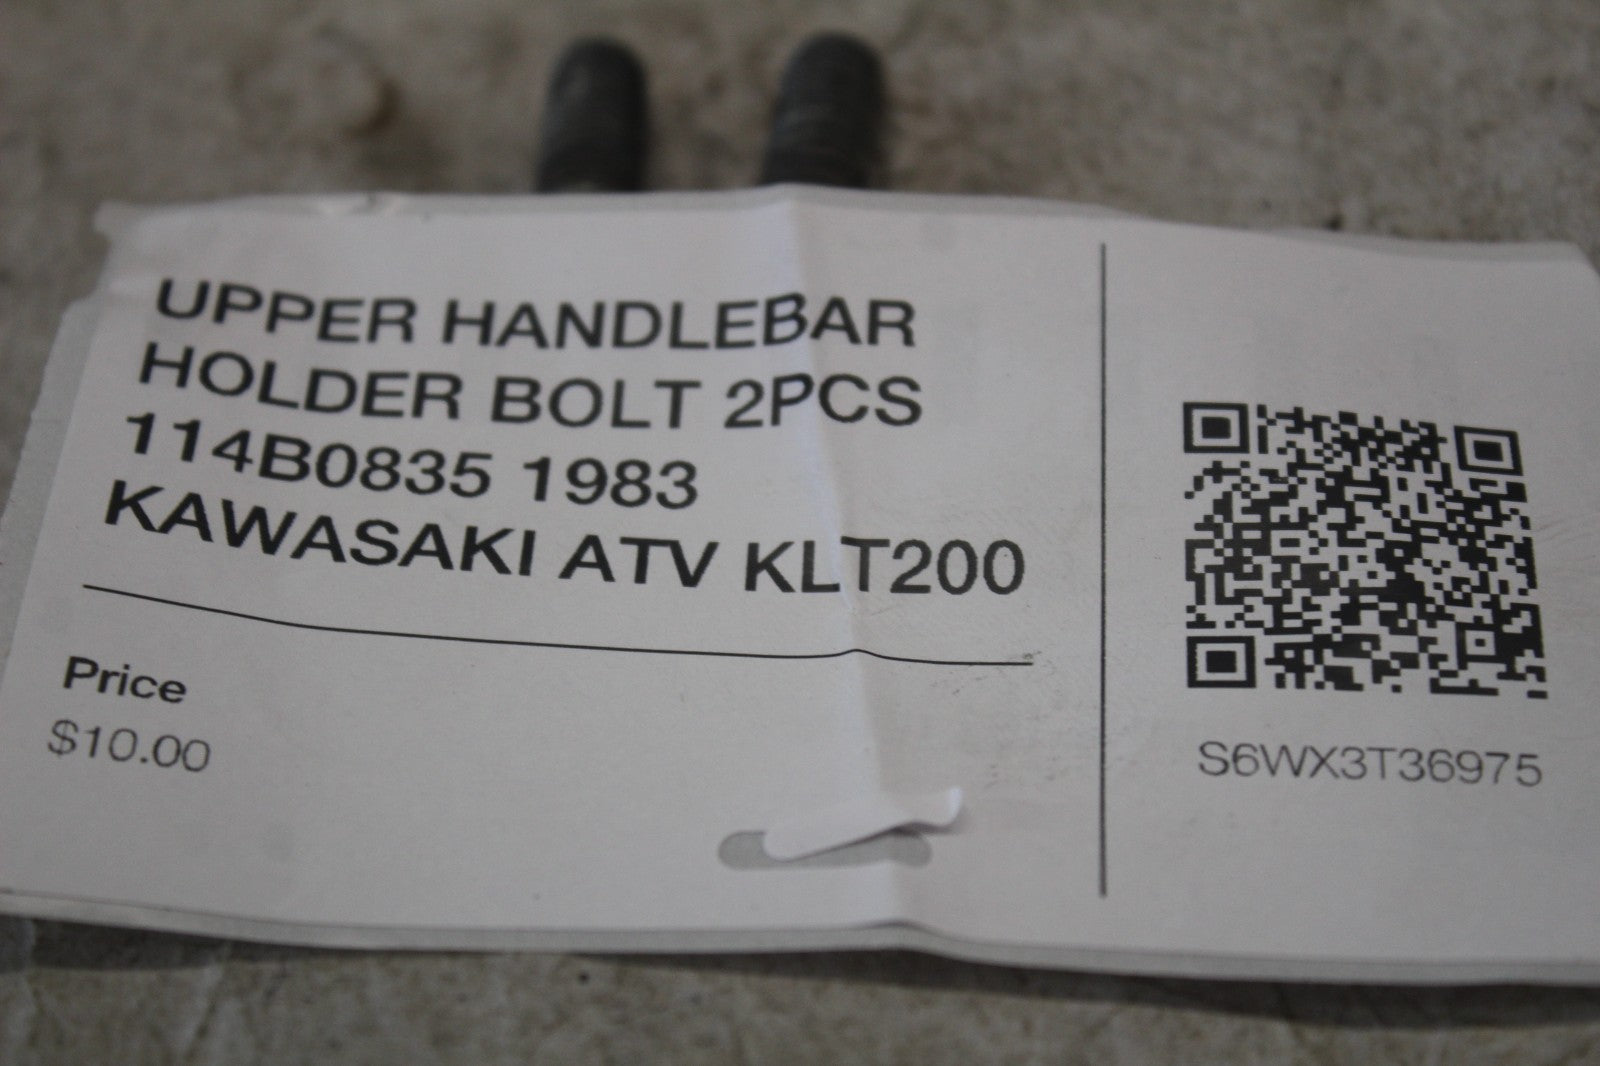 UPPER HANDLEBAR
HOLDER BOLT 2PCS
114B0835 1983
KAWASAKI ATV KLT200
Price
$10.00
S6WX3T36975